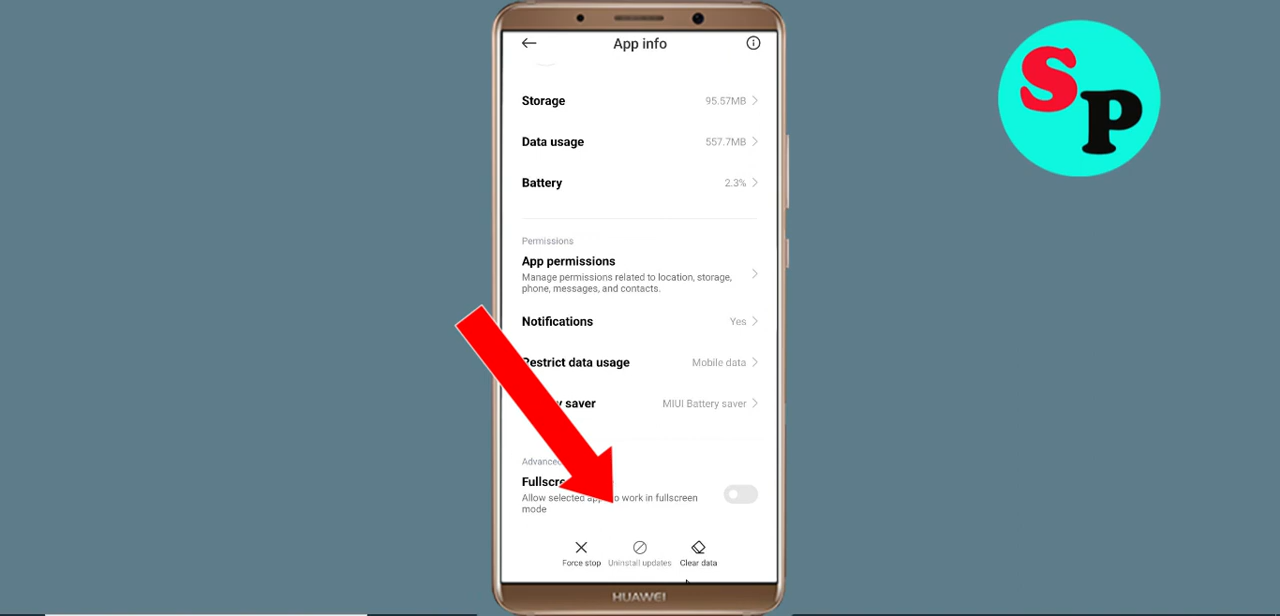 App info
SP
Storage 95.57MB
Data usage 557.7MB
Battery 2.3%
Permissions
App permissions
Manage permissions related to location, storage,
phone, messages, and contacts.
Notifications Yes
Restrict data usage Mobile data
saver MIUI Battery saver
Advanced
Allow selected to work in fullscreen
mode
Force stop Uninstall updates Clear data
HUAWEI